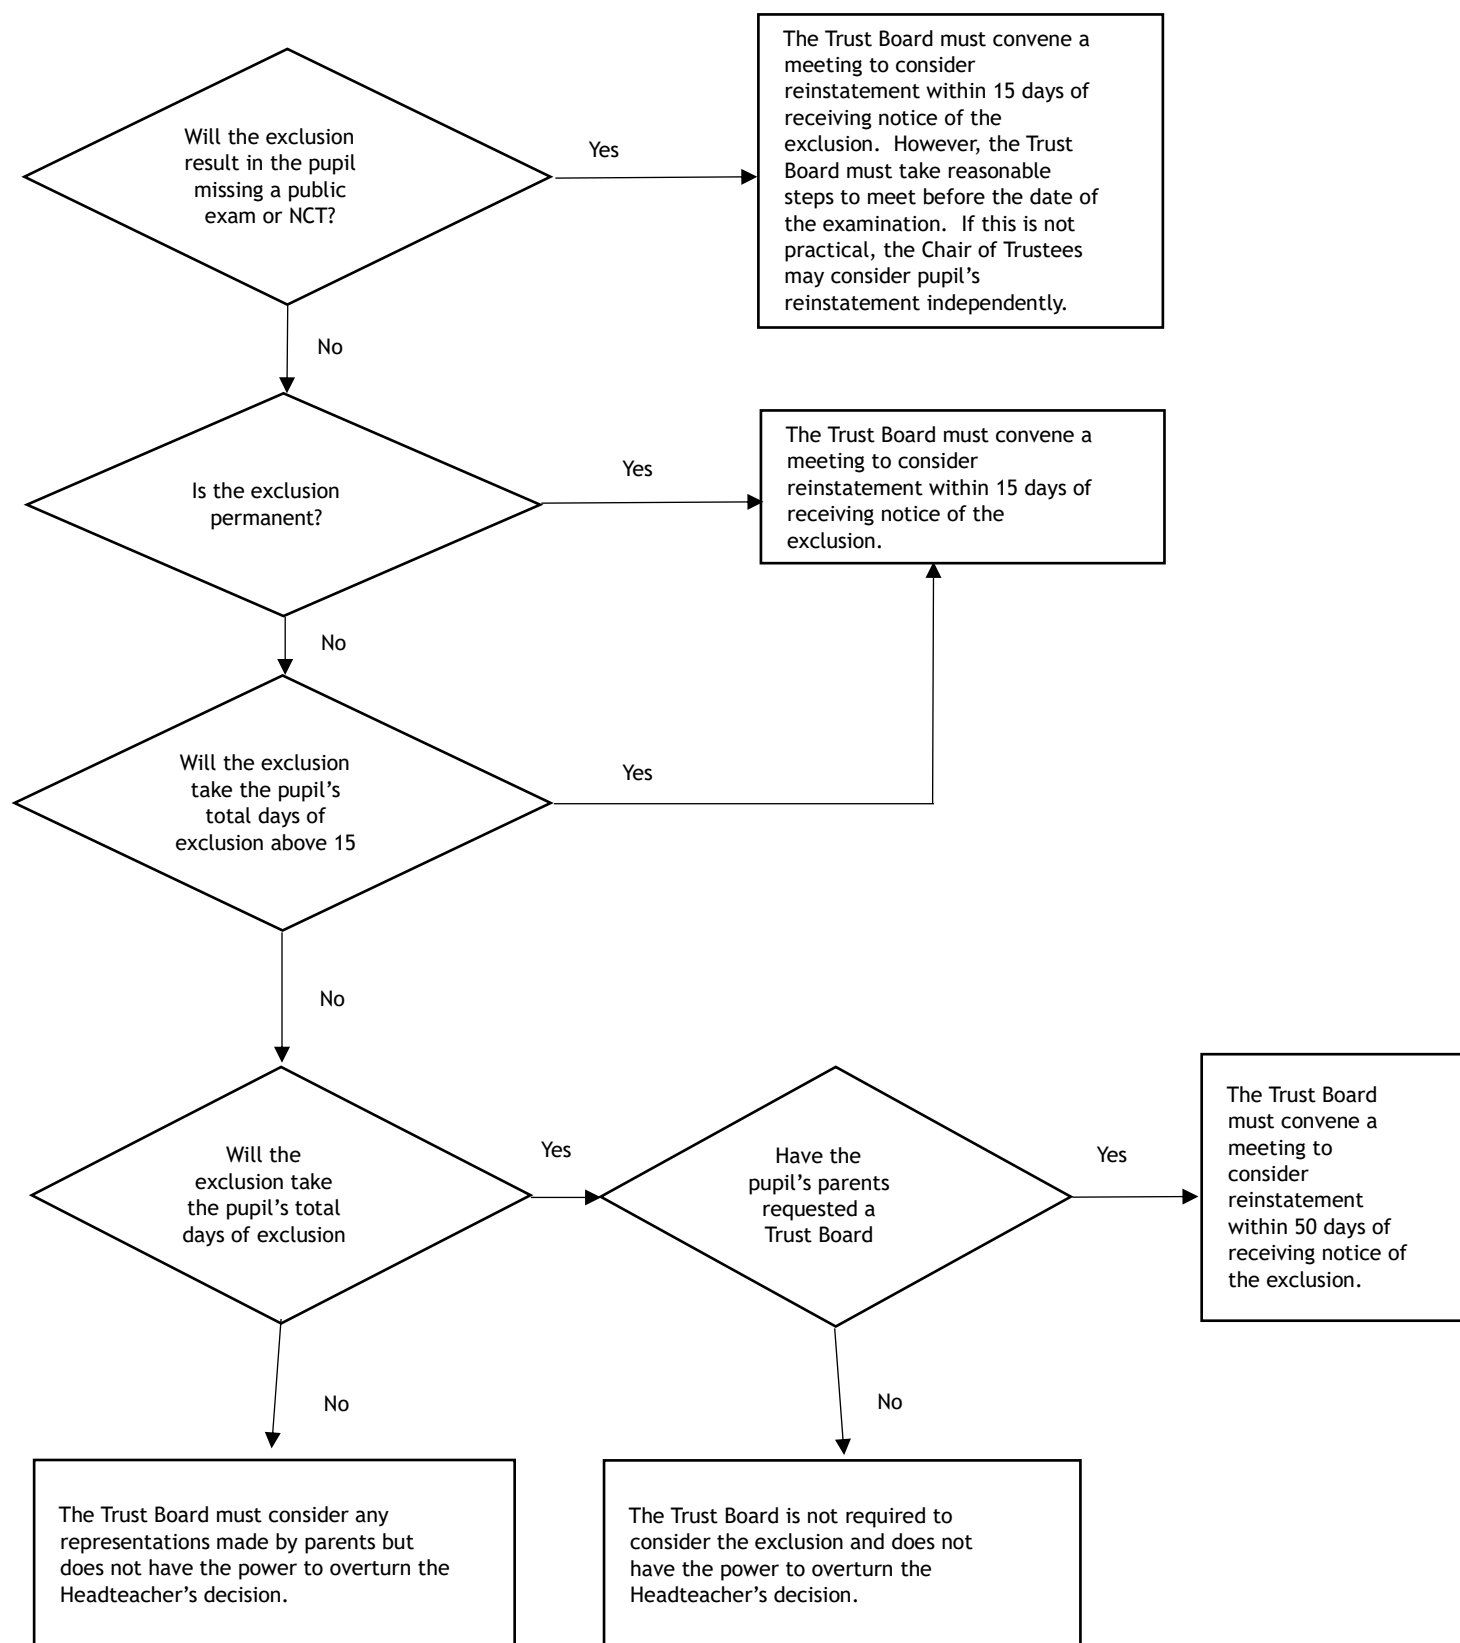 Will the exclusion
result in the pupil
missing a public
exam or NCT?
Yes
The Trust Board must convene a
meeting to consider
reinstatement within 15 days of
receiving notice of the
exclusion.  However, the Trust
Board must take reasonable
steps to meet before the date of
the examination.  If this is not
practical, the Chair of Trustees
may consider pupil’s
reinstatement independently.
No
Is the exclusion
permanent?
Yes
The Trust Board must convene a
meeting to consider
reinstatement within 15 days of
receiving notice of the
exclusion.
No
Will the exclusion
take the pupil’s
total days of
exclusion above 15
Yes
No
Will the
exclusion take
the pupil’s total
days of exclusion
Yes
Have the
pupil’s parents
requested a
Trust Board
Yes
The Trust Board
must convene a
meeting to
consider
reinstatement
within 50 days of
receiving notice of
the exclusion.
No
No
The Trust Board must consider any
representations made by parents but
does not have the power to overturn the
Headteacher’s decision.
The Trust Board is not required to
consider the exclusion and does not
have the power to overturn the
Headteacher’s decision.